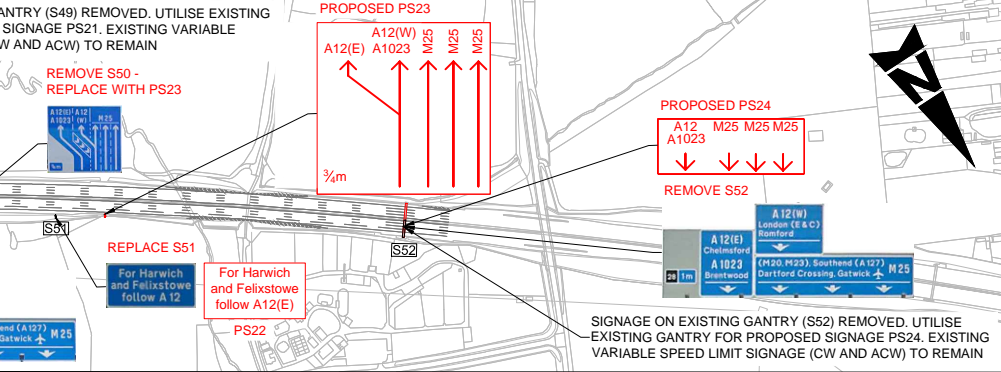 ANTRY (S49) REMOVED. UTILISE EXISTING
SIGNAGE PS21. EXISTING VARIABLE
W AND ACW) TO REMAIN
REMOVE S50 -
REPLACE WITH PS23
A12(E) A12
A1023 (W) M25
PROPOSED PS23
A12(E)
A12(W)
A1023
M25
M25
M25
¾m
PROPOSED PS24
A12 M25 M25 M25
A1023
REMOVE S52
28 1m
A12(E)
Chelmsford
A1023
Brentwood
A12(W)
London (E & C)
Romford
(M20, M23), Southend (A127)
Dartford Crossing, Gatwick M25
S51
S52
REPLACE S51
For Harwich
and Felixstowe
follow A 12
For Harwich
and Felixstowe
follow A12(E)
PS22
end (A127)
Gatwick M25
SIGNAGE ON EXISTING GANTRY (S52) REMOVED. UTILISE
EXISTING GANTRY FOR PROPOSED SIGNAGE PS24. EXISTING
VARIABLE SPEED LIMIT SIGNAGE (CW AND ACW) TO REMAIN
N